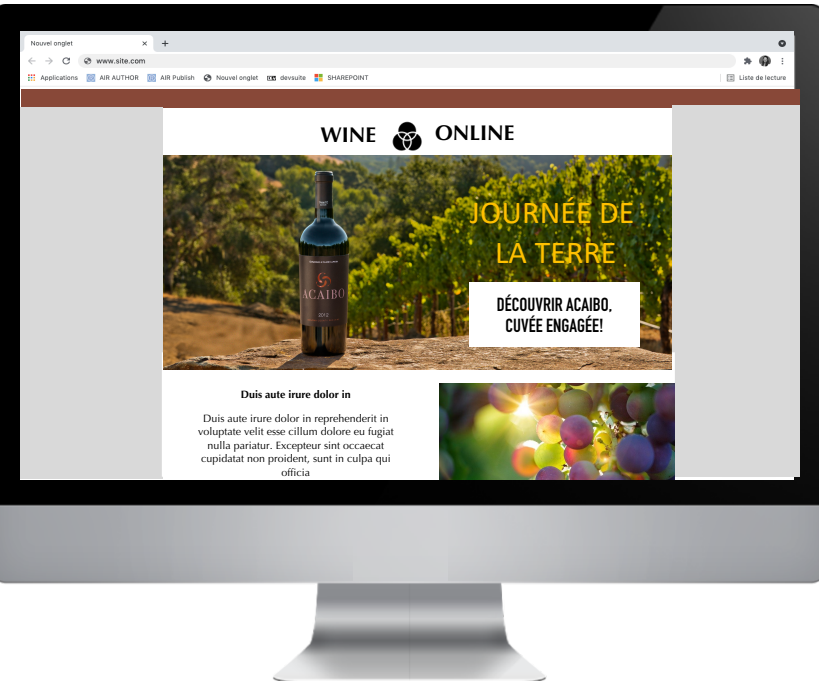 Nouvel onglet
www.site.com
Applications AIR AUTHOR AIR Publish Nouvel onglet devsuite SHAREPOINT Liste de lecture
WINE ONLINE
JOURNÉE DE
LA TERRE
ACAIBO
2012
DÉCOUVRIR ACAIBO,
CUVÉE ENGAGÉE!
Duis aute irure dolor in
Duis aute irure dolor in reprehenderit in
voluptate velit esse cillum dolore eu fugiat
nulla pariatur. Excepteur sint occaecat
cupidatat non proident, sunt in culpa qui
officia